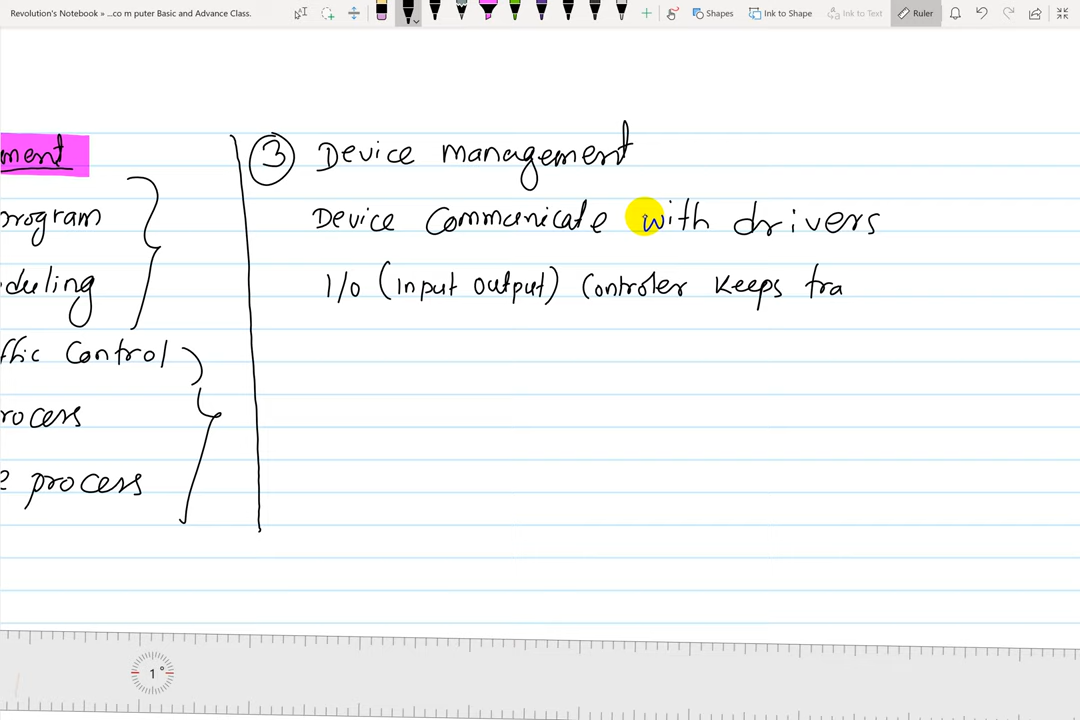 Revolution's Notebook » ...co m puter Basic and Advance Class.
Shapes
Ink to Shape
Ink to Text
Ruler
ment
program
duling
ffic Control
rocess
process
3 Device management
Device Communicate with drivers
I/O (Input output) Controler Keeps tra
1°